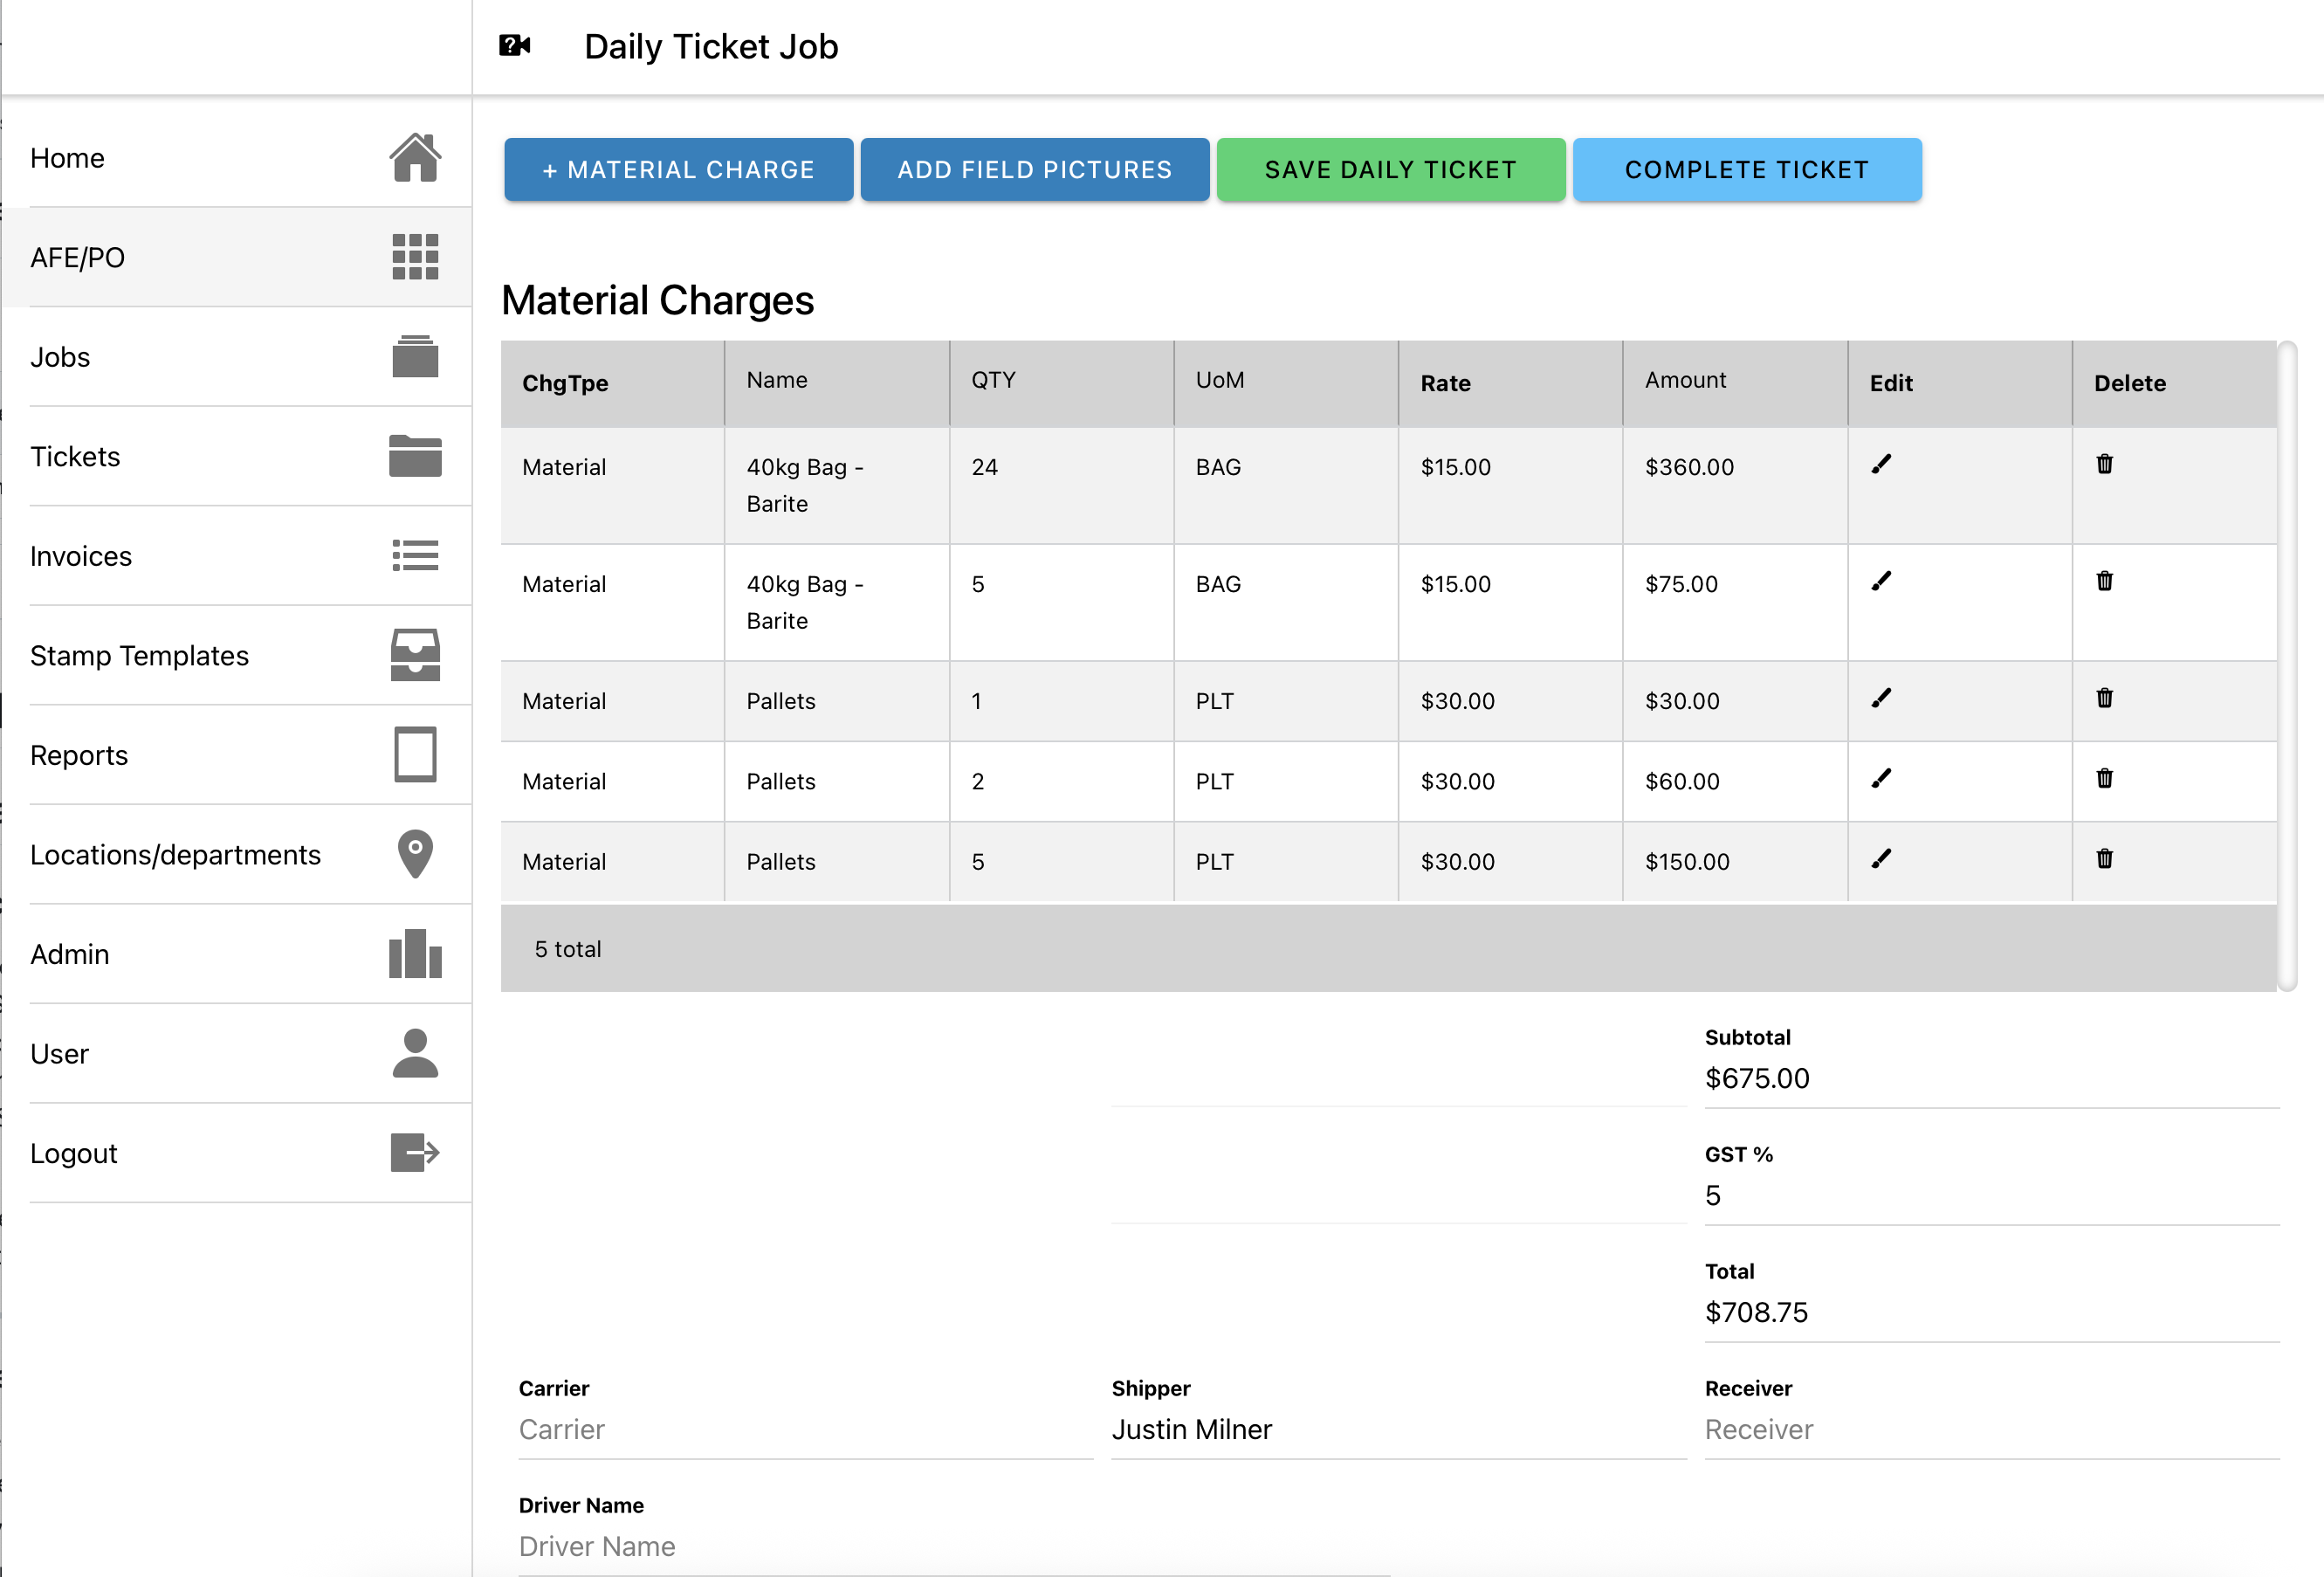 Daily Ticket Job
Home
AFE/PO
Jobs
Tickets
Invoices
Stamp Templates
Reports
Locations/departments
Admin
User
Logout
+ MATERIAL CHARGE ADD FIELD PICTURES SAVE DAILY TICKET COMPLETE TICKET
Material Charges
ChgTpe Name QTY UoM Rate Amount Edit Delete
Material 40kg Bag - 24 BAG $15.00 $360.00
Barite
Material 40kg Bag - 5 BAG $15.00 $75.00
Barite
Material Pallets 1 PLT $30.00 $30.00
Material Pallets 2 PLT $30.00 $60.00
Material Pallets 5 PLT $30.00 $150.00
5 total
Subtotal
$675.00
GST %
5
Total
$708.75
Carrier Shipper Receiver
Carrier Justin Milner Receiver
Driver Name
Driver Name